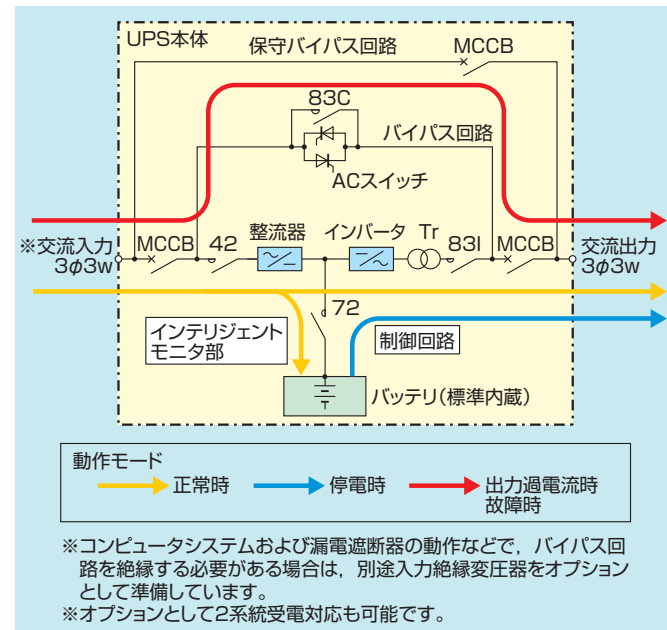 UPS本体
保守バイパス回路
MCCB
83C
バイパス回路
ACスイッチ
※交流入力
3φ3w
MCCB
42
整流器
インバータ
Tr
83I
MCCB
交流出力
3φ3w
72
インテリジェント
モニタ部
制御回路
バッテリ(標準内蔵)
動作モード
正常時
停電時
出力過電流時
故障時
※コンピュータシステムおよび漏電遮断器の動作などで，バイパス回
路を絶縁する必要がある場合は，別途入力絶縁変圧器をオプション
として準備しています。
※オプションとして2系統受電対応も可能です。